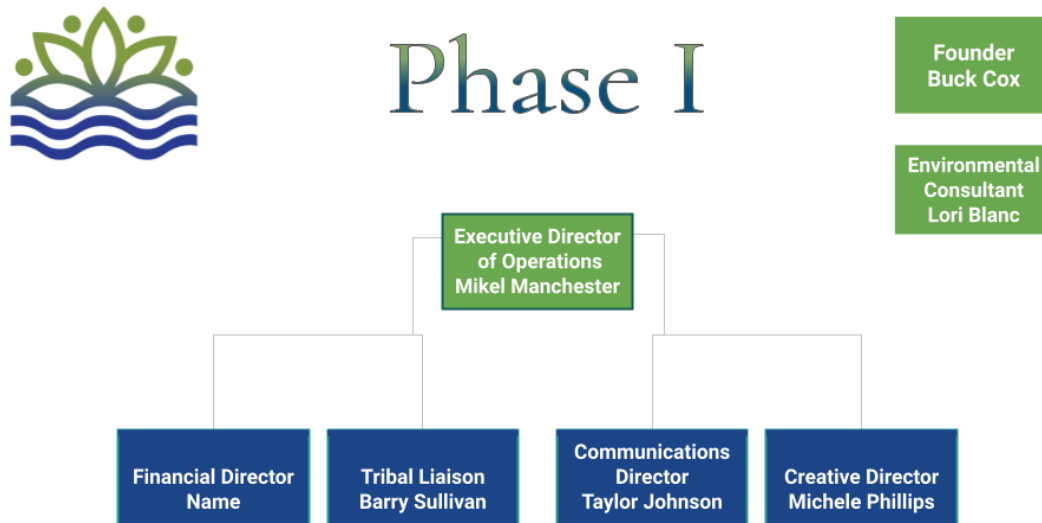 Phase I
Founder
Buck Cox
Environmental
Consultant
Lori Blanc
Executive Director
of Operations
Mikel Manchester
Financial Director
Name
Tribal Liaison
Barry Sullivan
Communications
Director
Taylor Johnson
Creative Director
Michele Phillips